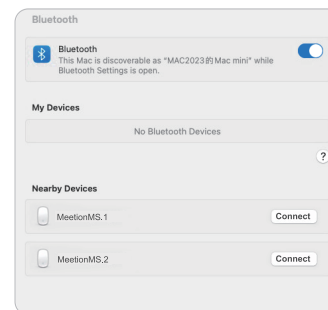 Bluetooth
Bluetooth
This Mac is discoverable as "MAC2023的Mac mini" while
Bluetooth Settings is open.
My Devices
No Bluetooth Devices
?
Nearby Devices
MeetionMS.1
Connect
MeetionMS.2
Connect